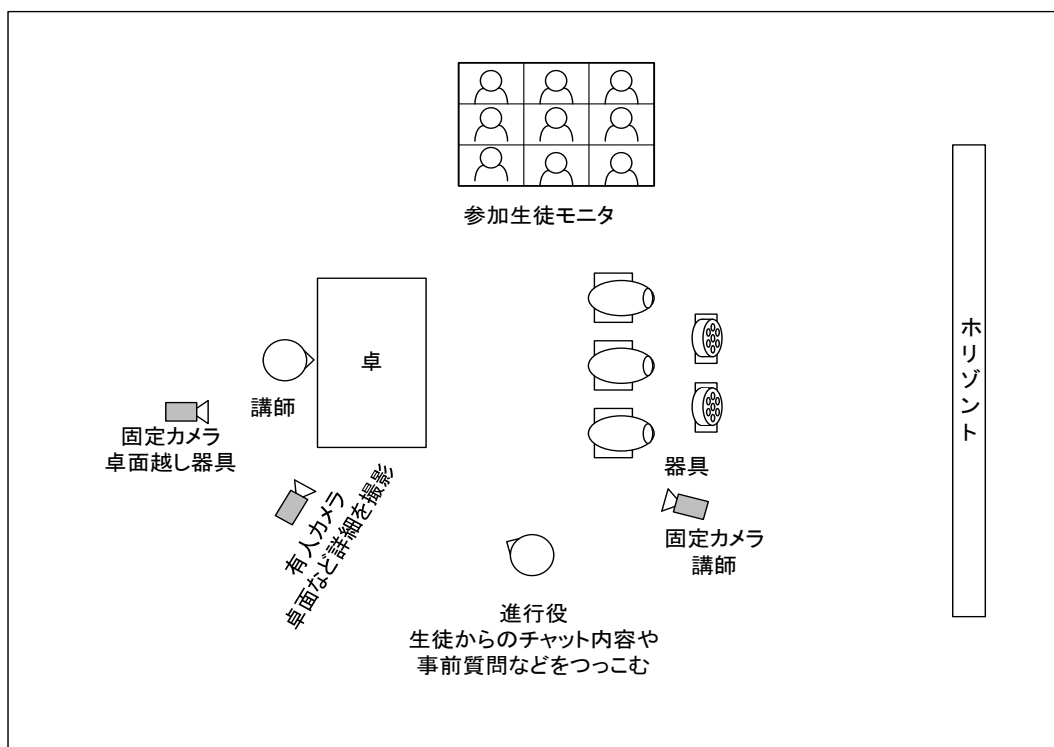 参加生徒モニタ
卓
講師
固定カメラ
卓面越し器具
有人カメラ
卓面など詳細を撮影
器具
固定カメラ
講師
進行役
生徒からのチャット内容や
事前質問などをつっこむ
ホリゾント